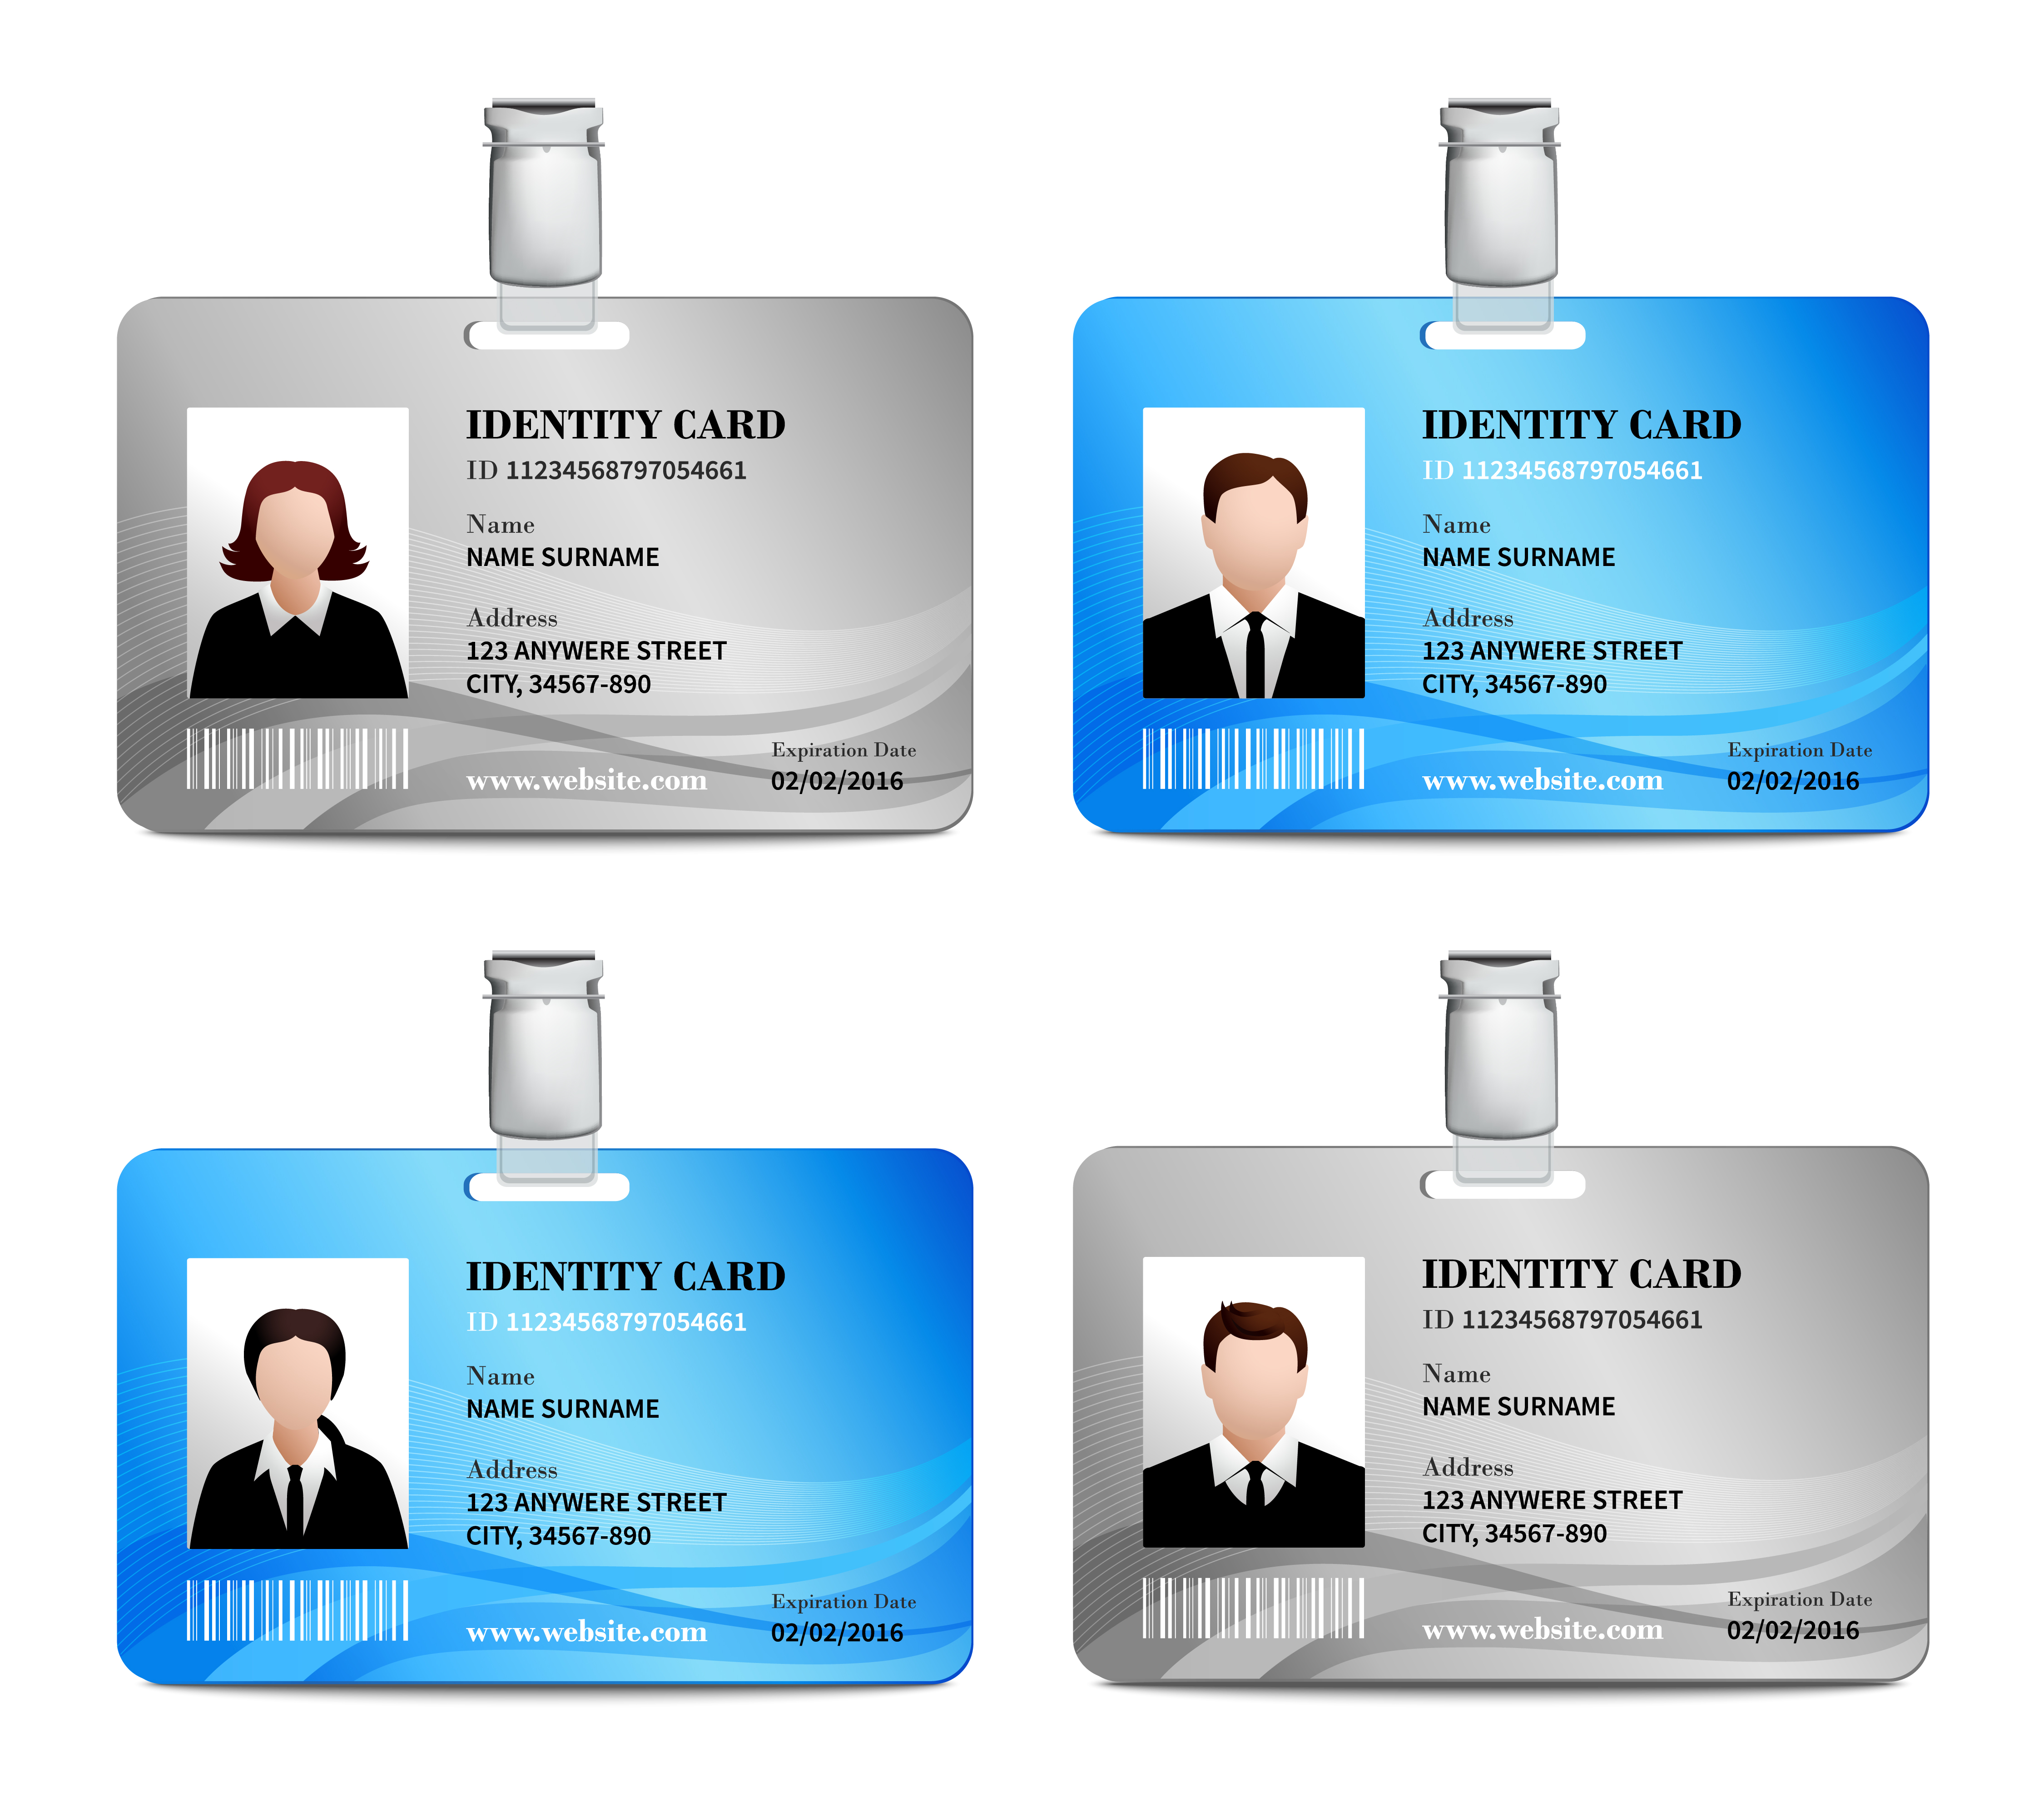 IDENTITY CARD
ID 11234568797054661
Name
NAME SURNAME
Address
123 ANYWERE STREET
CITY, 34567-890
www.website.com
Expiration Date
02/02/2016
IDENTITY CARD
ID 11234568797054661
Name
NAME SURNAME
Address
123 ANYWERE STREET
CITY, 34567-890
www.website.com
Expiration Date
02/02/2016
IDENTITY CARD
ID 11234568797054661
Name
NAME SURNAME
Address
123 ANYWERE STREET
CITY, 34567-890
www.website.com
Expiration Date
02/02/2016
IDENTITY CARD
ID 11234568797054661
Name
NAME SURNAME
Address
123 ANYWERE STREET
CITY, 34567-890
www.website.com
Expiration Date
02/02/2016